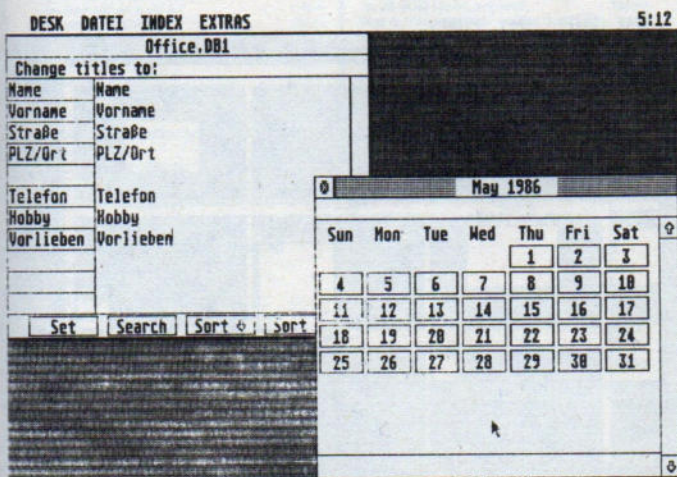 DESK DATEI INDEX EXTRAS 5:12
Office.DB1
Change titles to:
Name Name
Vorname Vorname
Straße Straße
PLZ/Ort PLZ/Ort
Telefon Telefon
Hobby Hobby
Vorlieben Vorlieben
Set Search Sort Sort
May 1986
Sun Mon Tue Wed Thu Fri Sat
1 2 3
4 5 6 7 8 9 10
11 12 13 14 15 16 17
18 19 20 21 22 23 24
25 26 27 28 29 30 31